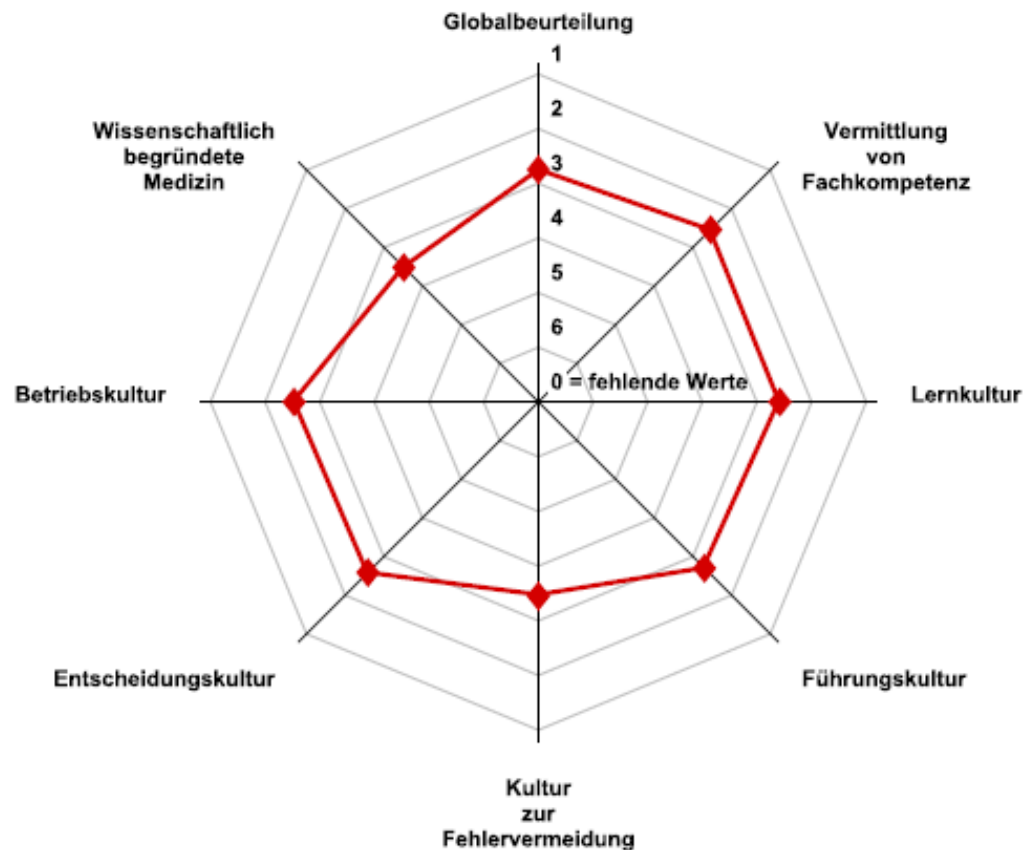 Globalbeurteilung
1
2
3
4
5
6
0 = fehlende Werte
Vermittlung
von
Fachkompetenz
Lernkultur
Führungskultur
Kultur
zur
Fehlervermeidung
Entscheidungskultur
Betriebskultur
Wissenschaftlich
begründete
Medizin